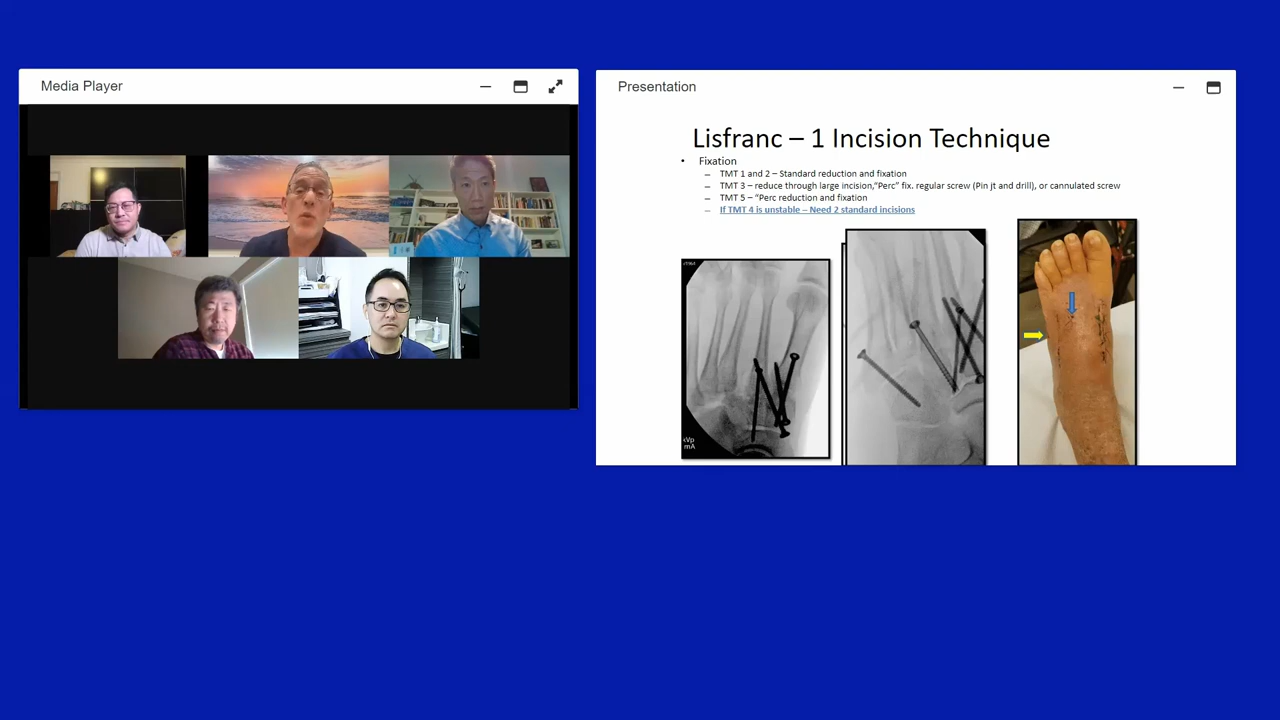 Media Player
Presentation
Lisfranc – 1 Incision Technique
• Fixation
– TMT 1 and 2 – Standard reduction and fixation
– TMT 3 – reduce through large incision,"Perc" fix. regular screw (Pin jt and drill), or cannulated screw
– TMT 5 – "Perc reduction and fixation
– If TMT 4 is unstable – Need 2 standard incisions
kVp
mA